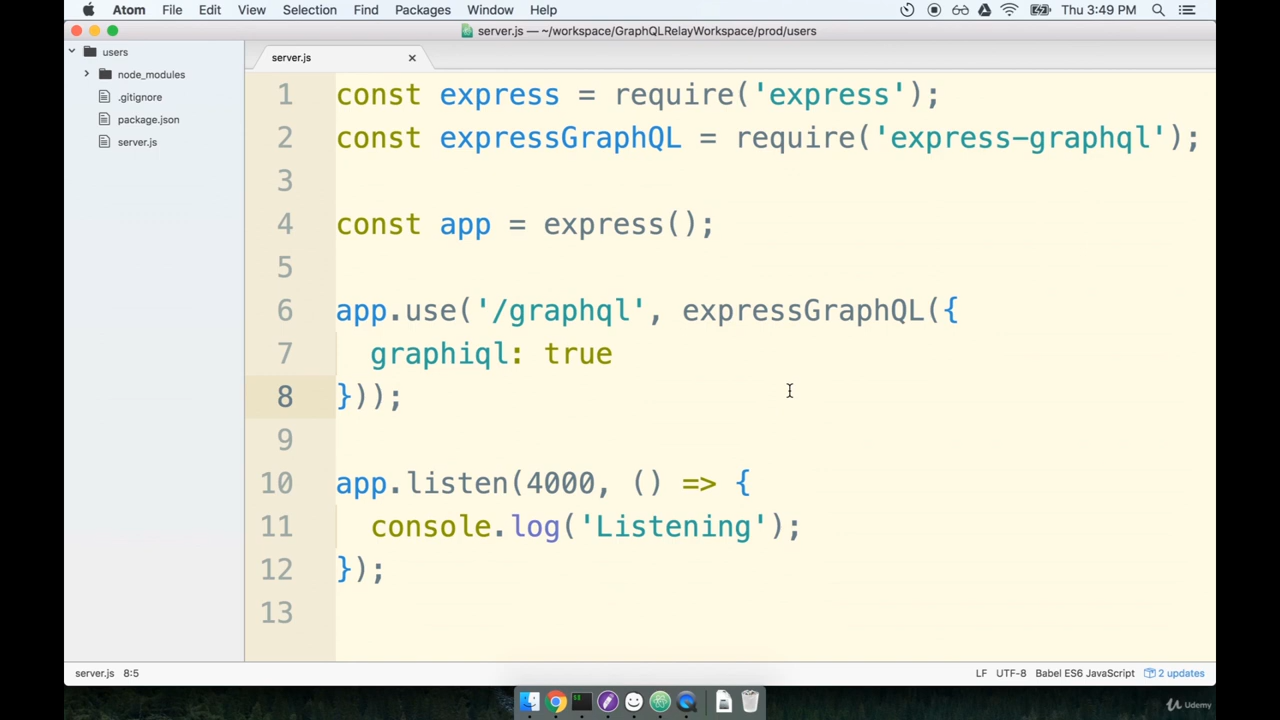 Atom File Edit View Selection Find Packages Window Help Thu 3:49 PM
server.js — ~/workspace/GraphQLRelayWorkspace/prod/users
users
node_modules
.gitignore
package.json
server.js
server.js
1 const express = require('express');
2 const expressGraphQL = require('express-graphql');
3
4 const app = express();
5
6 app.use('/graphql', expressGraphQL({
7 graphiql: true
8 }));
9
10 app.listen(4000, () => {
11 console.log('Listening');
12 });
13
server.js 8:5 LF UTF-8 Babel ES6 JavaScript 2 updates
Udemy